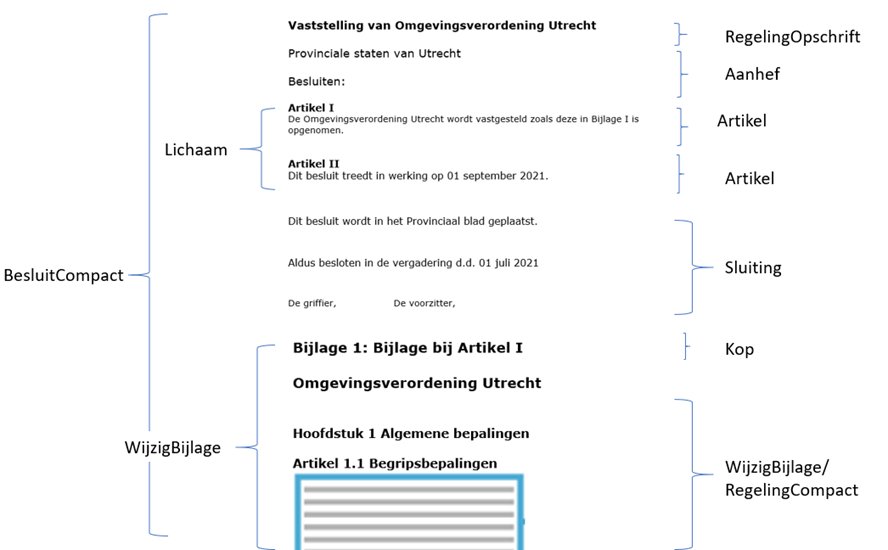 Vaststelling van Omgevingsverordening Utrecht
RegelingOpschrift
Provinciale staten van Utrecht
Aanhef
Besluiten:
Artikel I
De Omgevingsverordening Utrecht wordt vastgesteld zoals deze in Bijlage I is
opgenomen.
Artikel
Lichaam
Artikel II
Dit besluit treedt in werking op 01 september 2021.
Artikel
Dit besluit wordt in het Provinciaal blad geplaatst.
Aldus besloten in de vergadering d.d. 01 juli 2021
Sluiting
BesluitCompact
De griffier, De voorzitter,
Bijlage 1: Bijlage bij Artikel I
Kop
Omgevingsverordening Utrecht
Hoofdstuk 1 Algemene bepalingen
WijzigBijlage
Artikel 1.1 Begripsbepalingen
WijzigBijlage/
RegelingCompact